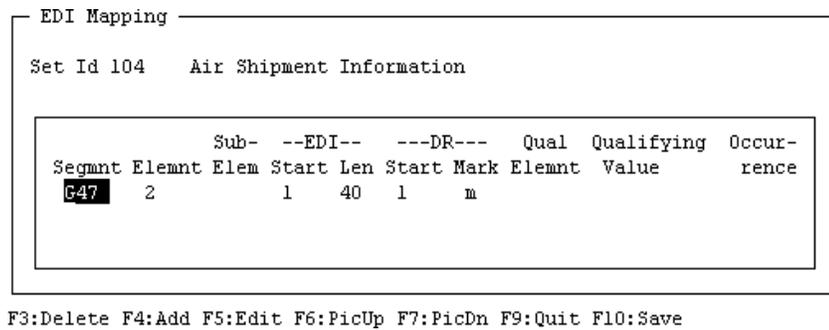 EDI Mapping
Set Id 104 Air Shipment Information
Sub- --EDI-- ---DR--- Qual Qualifying Occur-
Segmnt Elemnt Elem Start Len Start Mark Elemnt Value rence
G47 2 1 40 1 m
F3:Delete F4:Add F5:Edit F6:PicUp F7:PicDn F9:Quit F10:Save